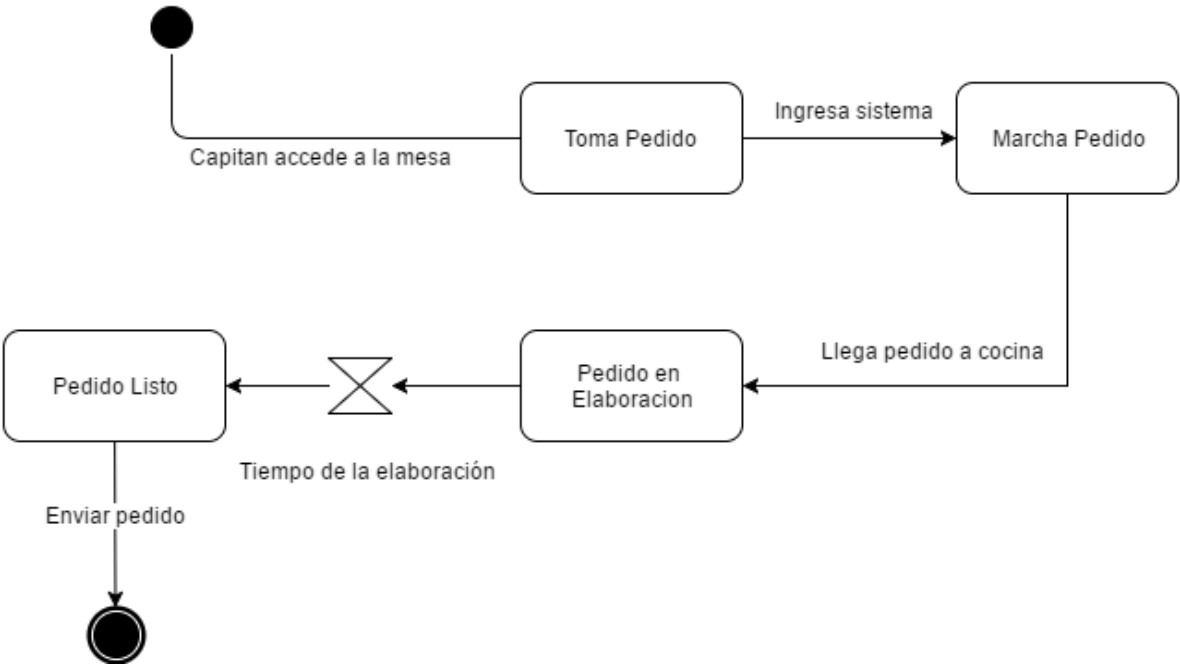 Capitan accede a la mesa
Toma Pedido
Ingresa sistema
Marcha Pedido
Llega pedido a cocina
Pedido en
Elaboracion
Tiempo de la elaboración
Pedido Listo
Enviar pedido